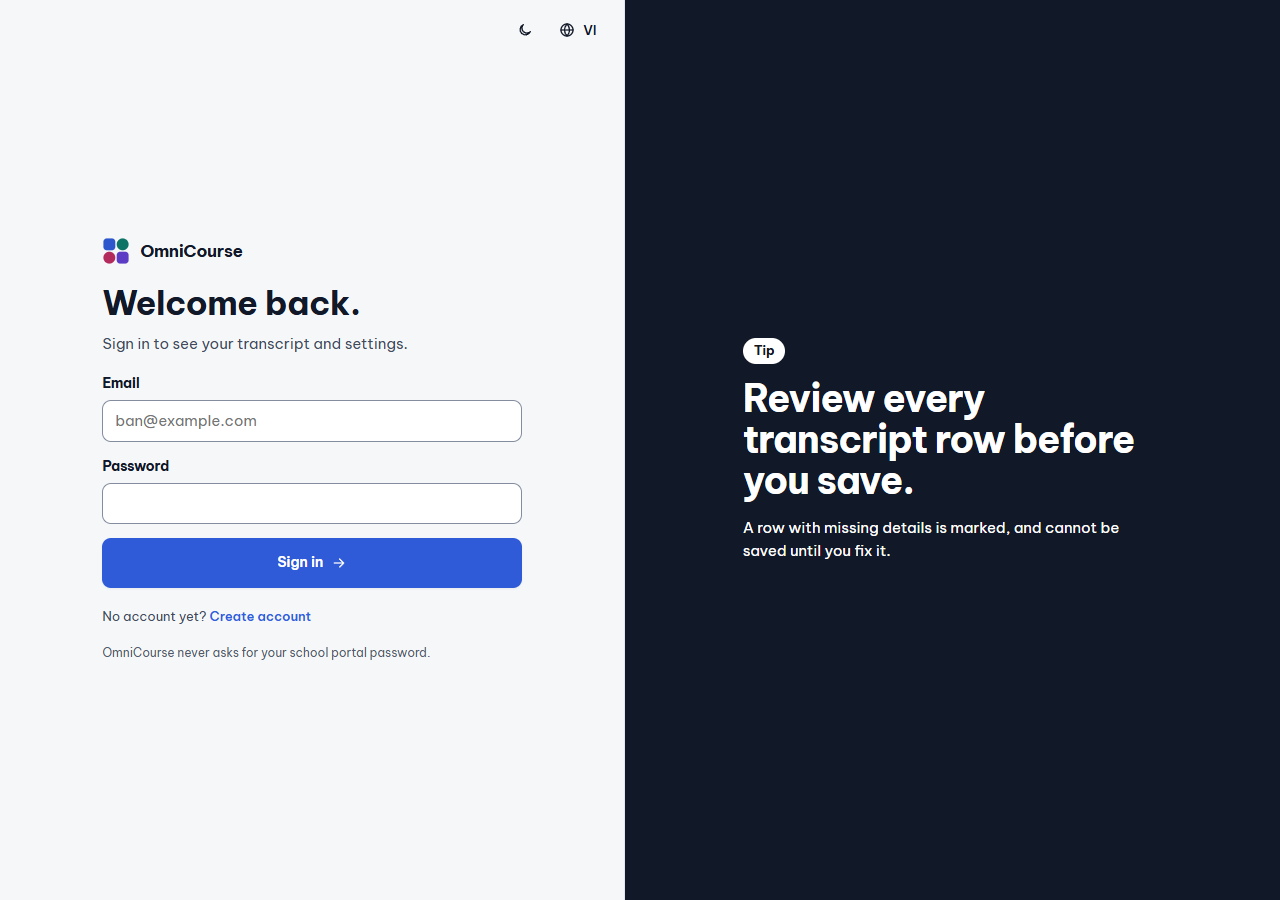 VI
OmniCourse
Welcome back.
Sign in to see your transcript and settings.
Email
ban@example.com
Password
Sign in →
No account yet? Create account
OmniCourse never asks for your school portal password.
Tip
Review every
transcript row before
you save.
A row with missing details is marked, and cannot be
saved until you fix it.